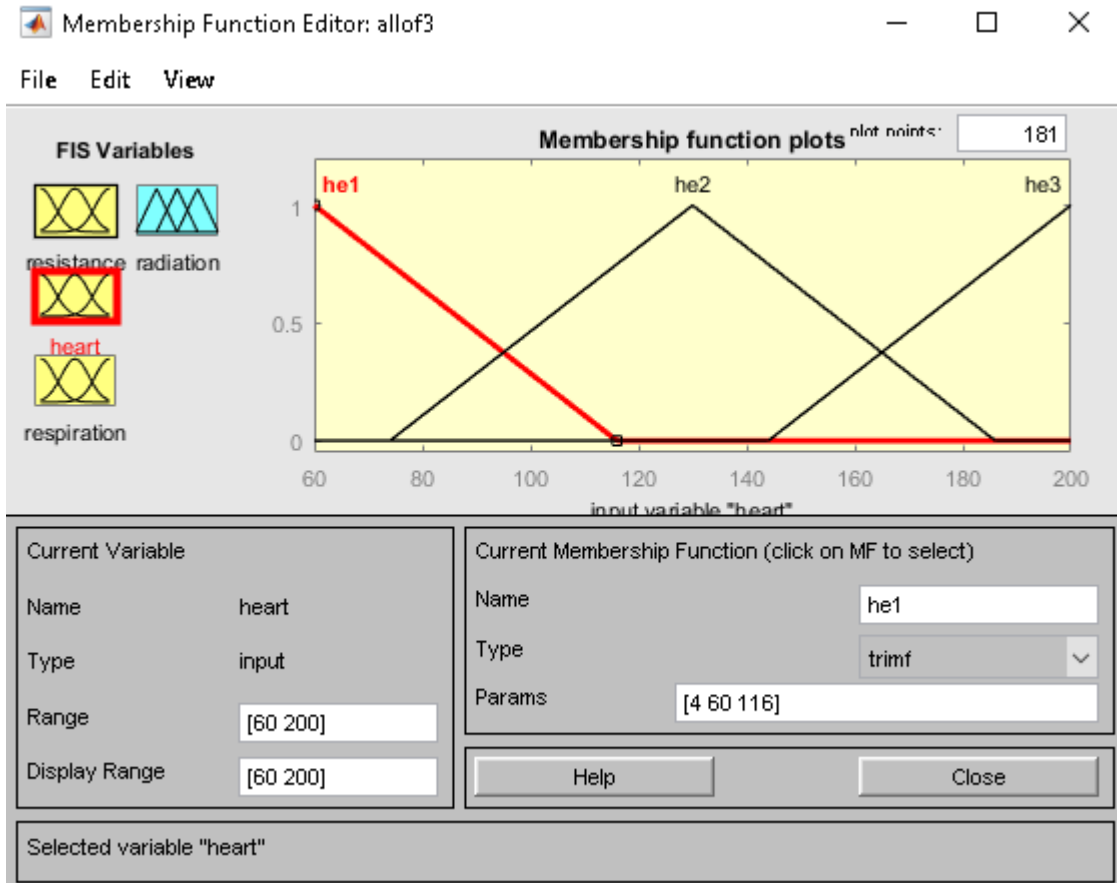 Membership Function Editor: allof3
File Edit View
FIS Variables
resistance radiation
heart
respiration
Membership function plots plot points: 181
he1 he2 he3
1
0.5
0
60 80 100 120 140 160 180 200
input variable "heart"
Current Variable
Name heart
Type input
Range [60 200]
Display Range [60 200]
Current Membership Function (click on MF to select)
Name he1
Type trimf
Params [4 60 116]
Help Close
Selected variable "heart"